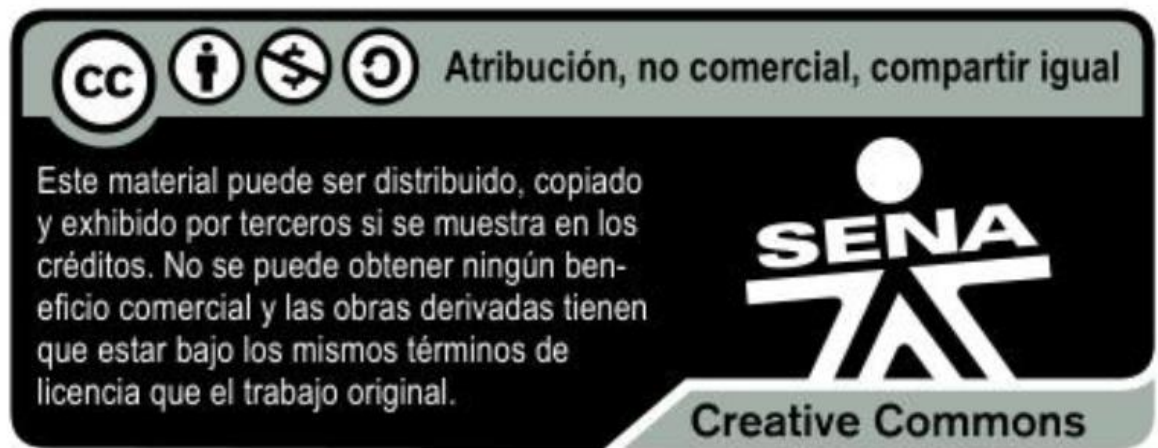 cc Atribución, no comercial, compartir igual
Este material puede ser distribuido, copiado
y exhibido por terceros si se muestra en los
créditos. No se puede obtener ningún ben-
eficio comercial y las obras derivadas tienen
que estar bajo los mismos términos de
licencia que el trabajo original.
SENA
Creative Commons